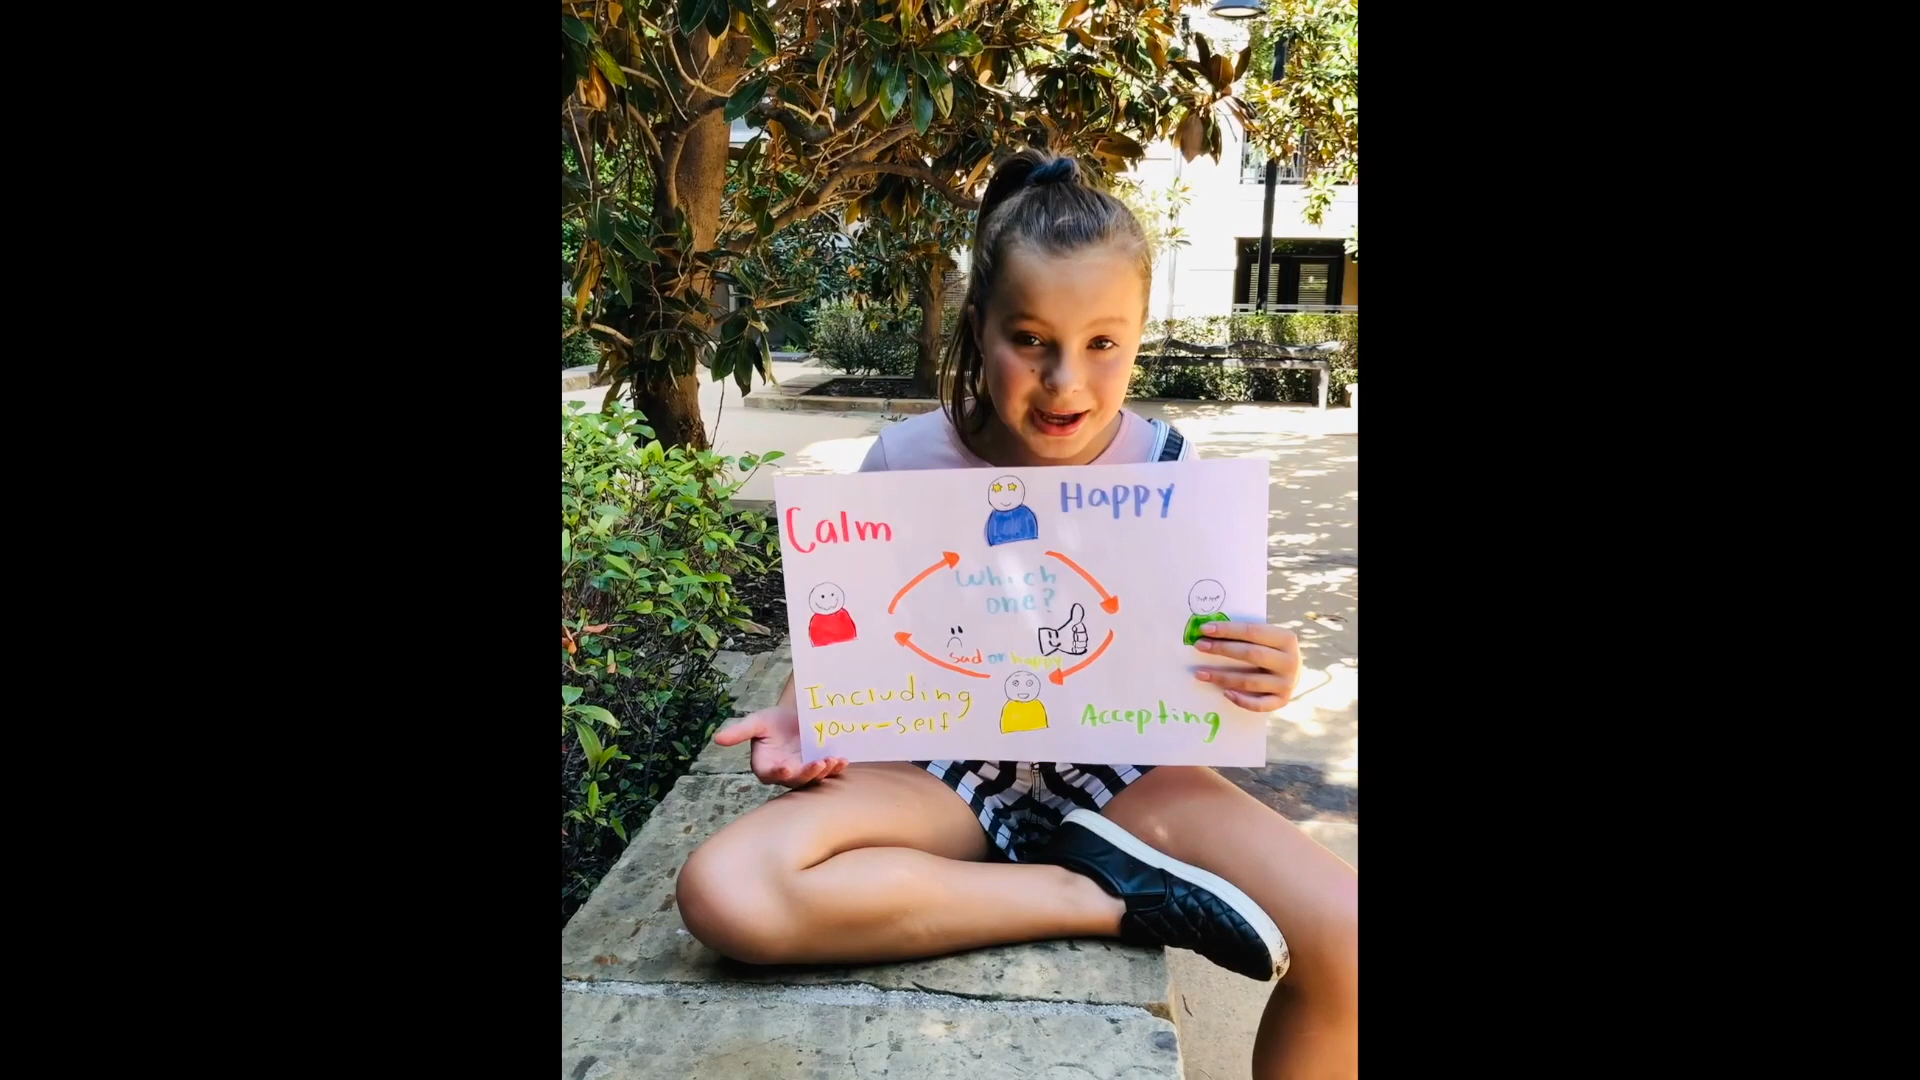 Happy
Calm
Which
one?
sad or happy
Including
your-self
Accepting